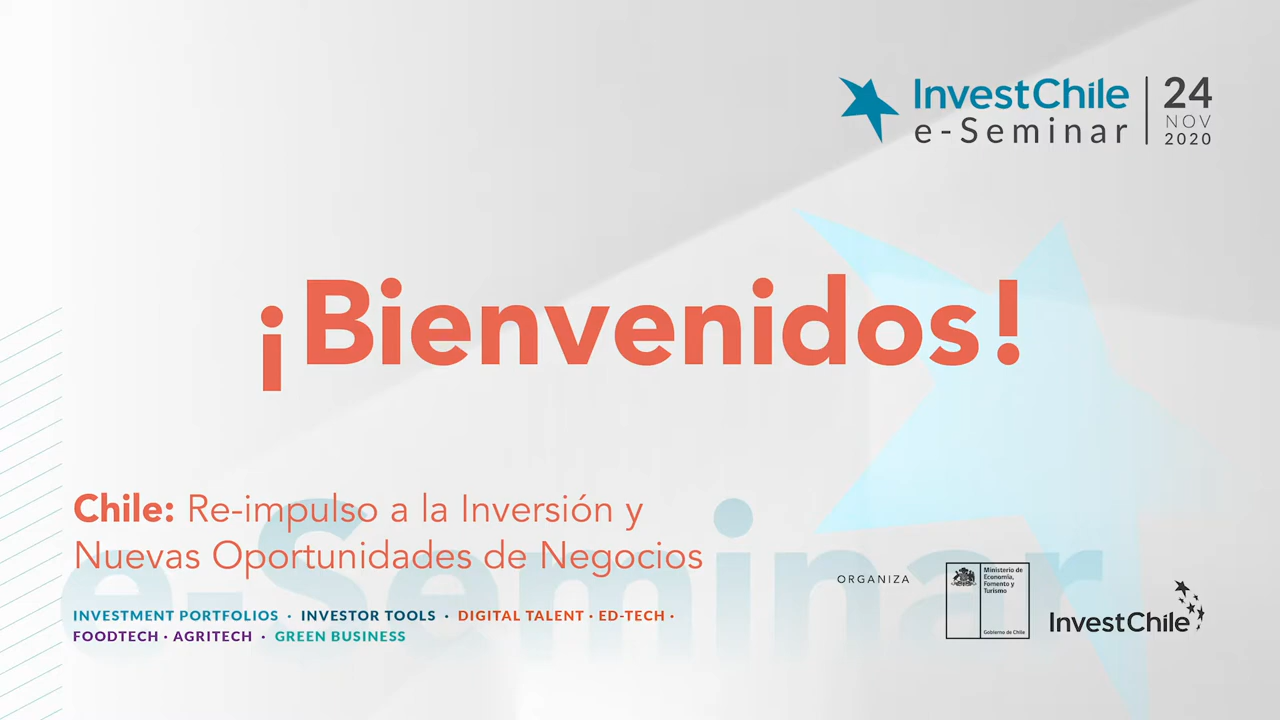 InvestChile
e-Seminar
24
NOV
2020
¡Bienvenidos!
Chile: Re-impulso a la Inversión y
Nuevas Oportunidades de Negocios
e-Seminar
INVESTMENT PORTFOLIOS · INVESTOR TOOLS · DIGITAL TALENT · ED-TECH ·
FOODTECH · AGRITECH · GREEN BUSINESS
ORGANIZA
Ministerio de
Economía,
Fomento y
Turismo
Gobierno de Chile
InvestChile